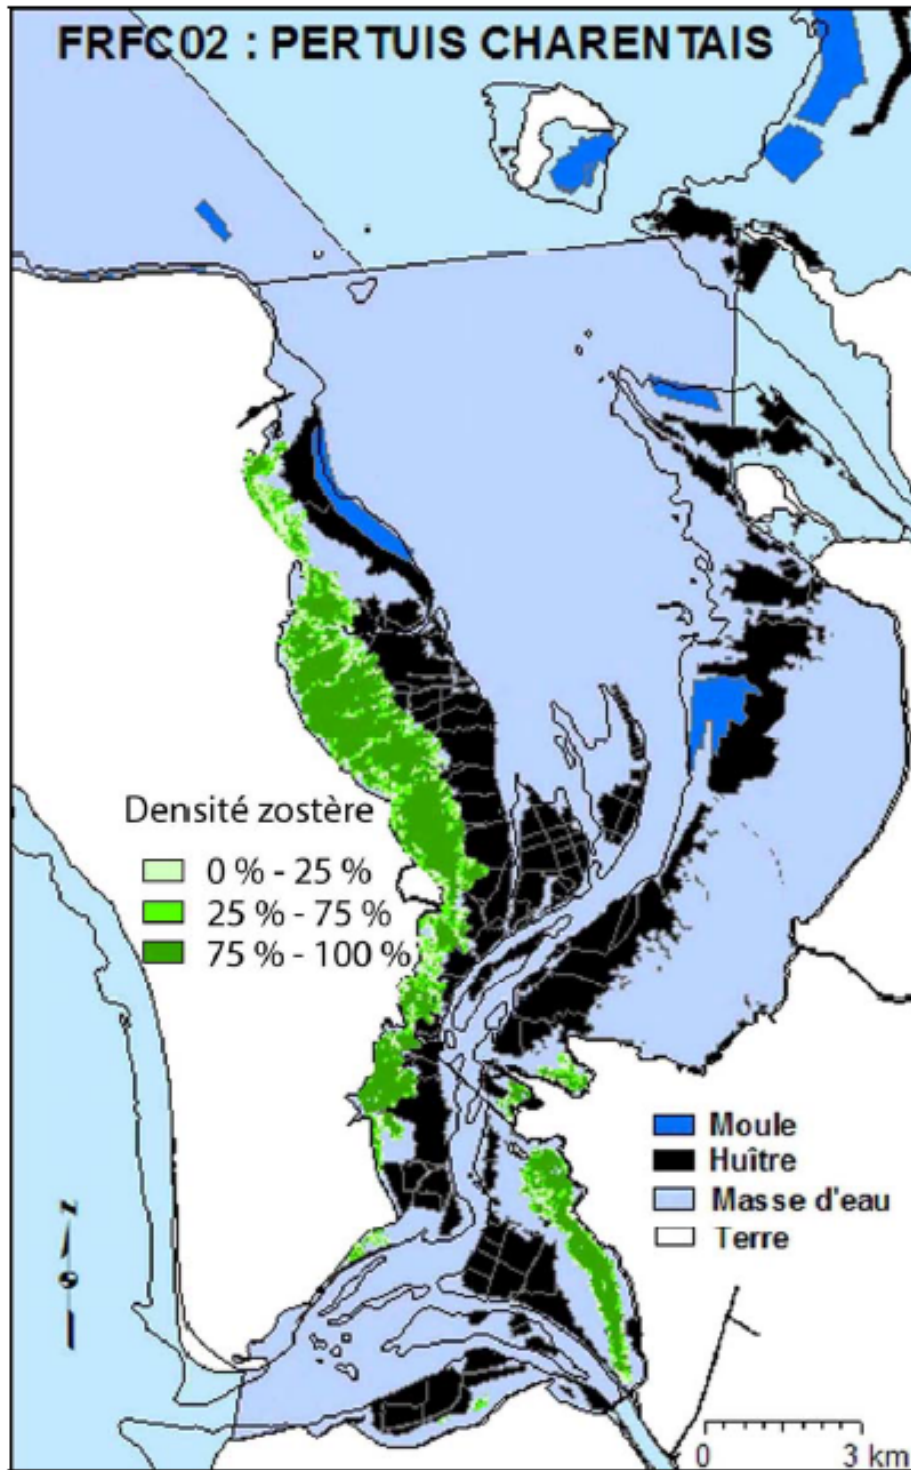 FRFC02 : PERTUIS CHARENTAIS
Densité zostère
0 % - 25 %
25 % - 75 %
75 % - 100 %
Moule
Huître
Masse d'eau
Terre
N
0 3 km